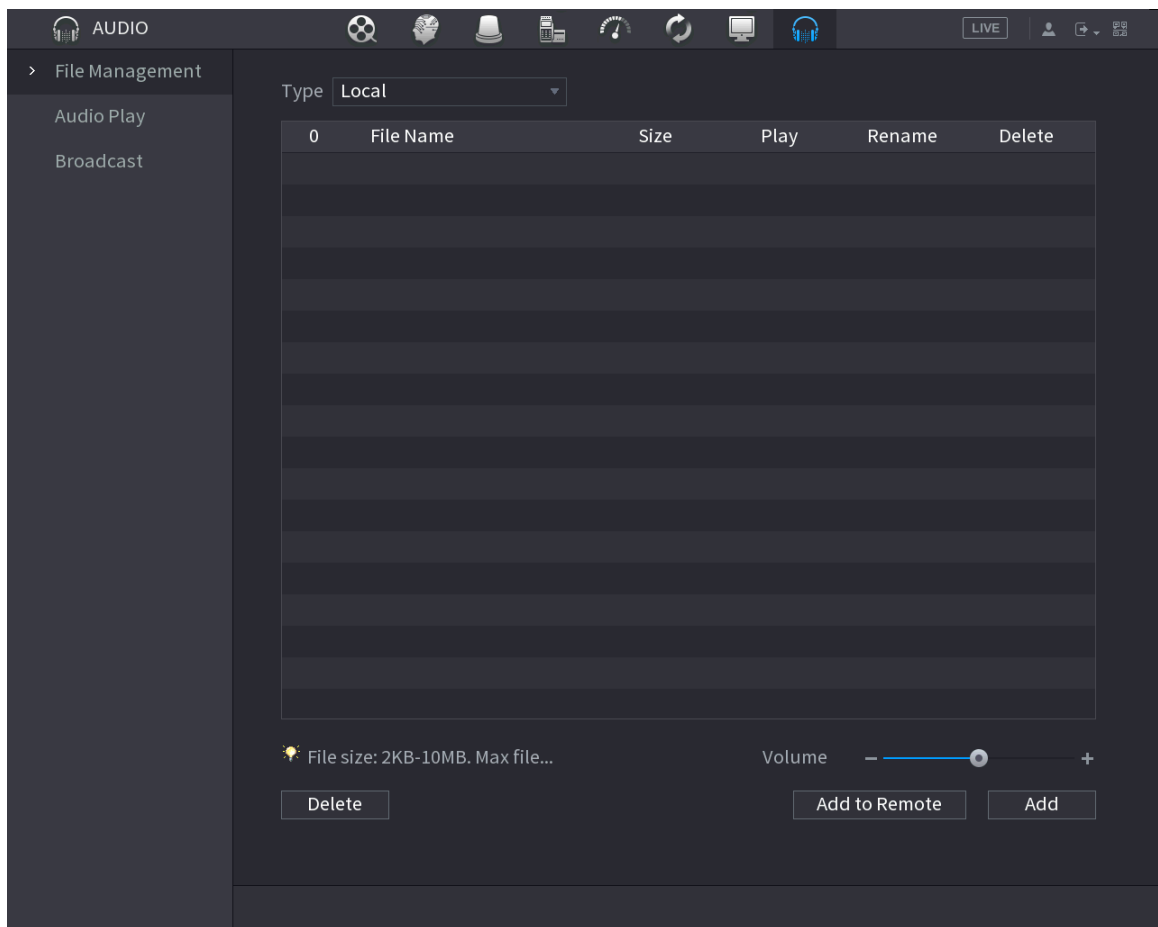 AUDIO LIVE
File Management
Audio Play
Broadcast
Type Local
0 File Name Size Play Rename Delete
File size: 2KB-10MB. Max file...
Volume
Delete Add to Remote Add